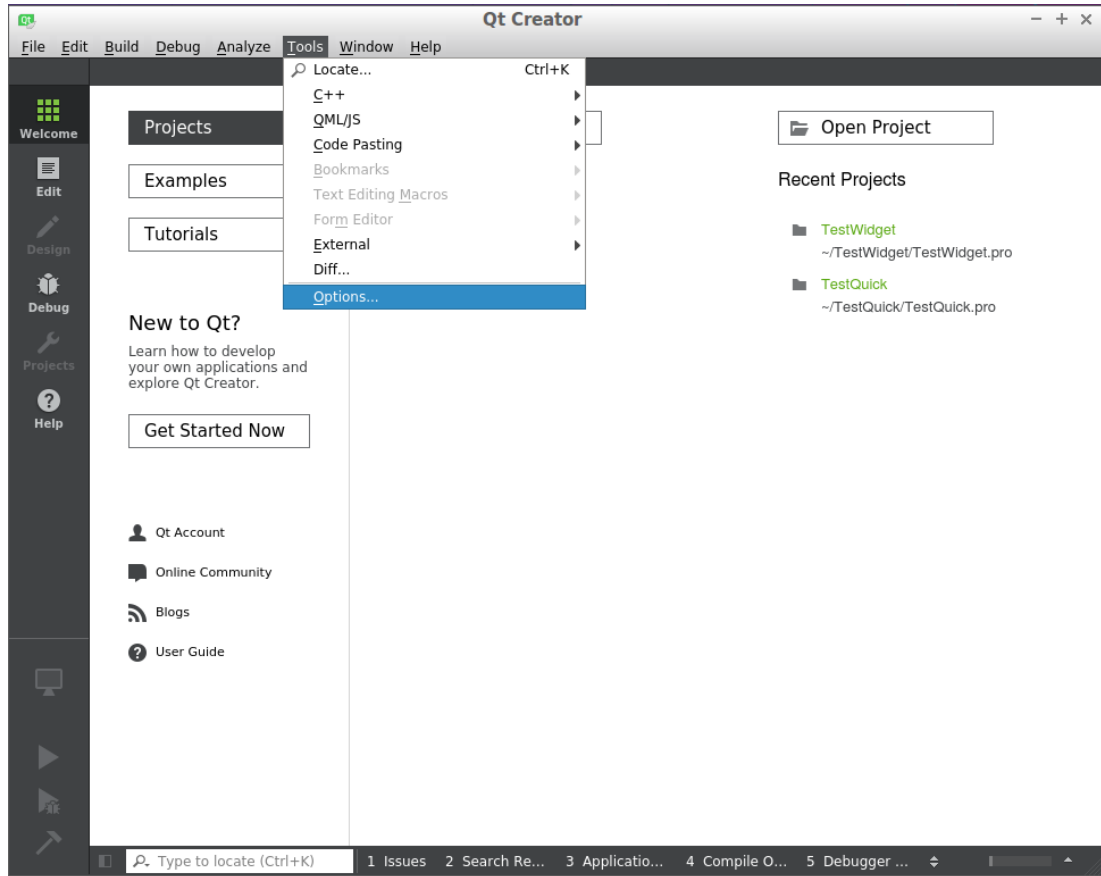 Qt Creator
File Edit Build Debug Analyze Tools Window Help
Locate... Ctrl+K
C++
QML/JS
Code Pasting
Bookmarks
Text Editing Macros
Form Editor
External
Diff...
Options...
Welcome
Edit
Design
Debug
Projects
Help
Projects
Examples
Tutorials
New to Qt?
Learn how to develop
your own applications and
explore Qt Creator.
Get Started Now
Qt Account
Online Community
Blogs
User Guide
Open Project
Recent Projects
TestWidget
~/TestWidget/TestWidget.pro
TestQuick
~/TestQuick/TestQuick.pro
Type to locate (Ctrl+K) 1 Issues 2 Search Re... 3 Applicatio... 4 Compile O... 5 Debugger ...